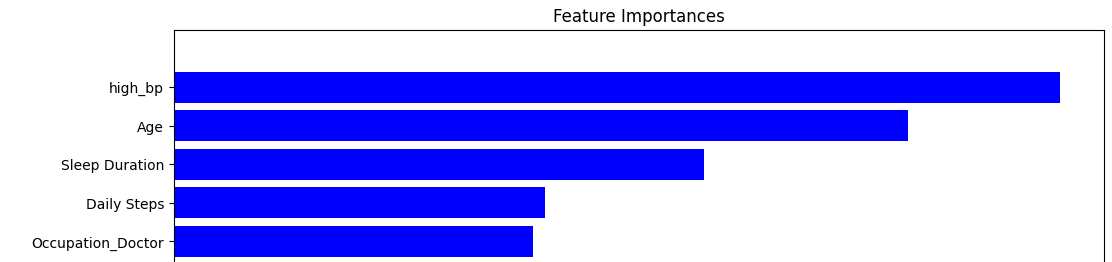 Feature Importances
high_bp
Age
Sleep Duration
Daily Steps
Occupation_Doctor